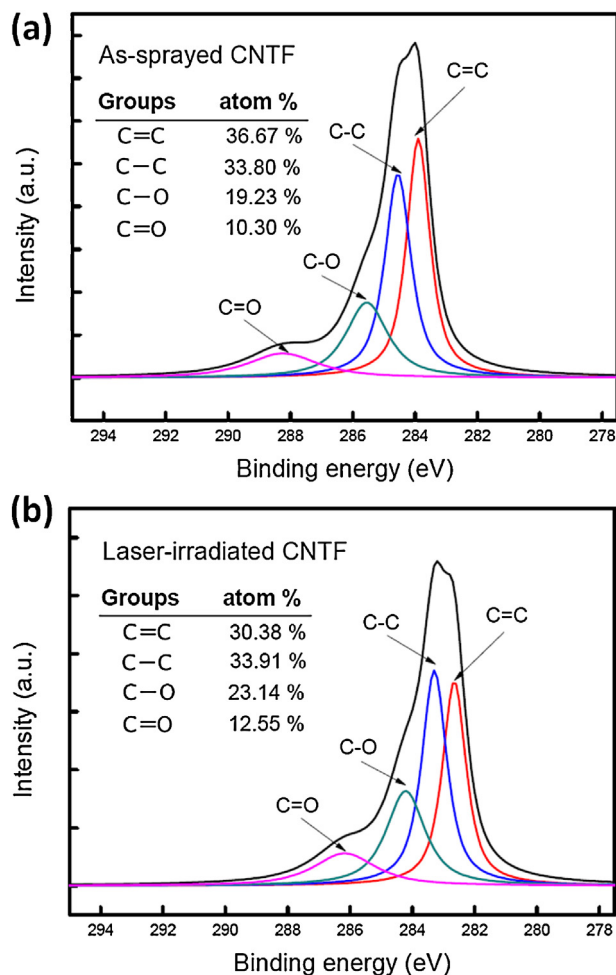 (a)
As-sprayed CNTF
Groups atom %
C=C 36.67 %
C−C 33.80 %
C−O 19.23 %
C=O 10.30 %
C=C
C-C
C-O
C=O
Intensity (a.u.)
294 292 290 288 286 284 282 280 278
Binding energy (eV)
(b)
Laser-irradiated CNTF
Groups atom %
C=C 30.38 %
C−C 33.91 %
C−O 23.14 %
C=O 12.55 %
C-C
C=C
C-O
C=O
Intensity (a.u.)
294 292 290 288 286 284 282 280 278
Binding energy (eV)